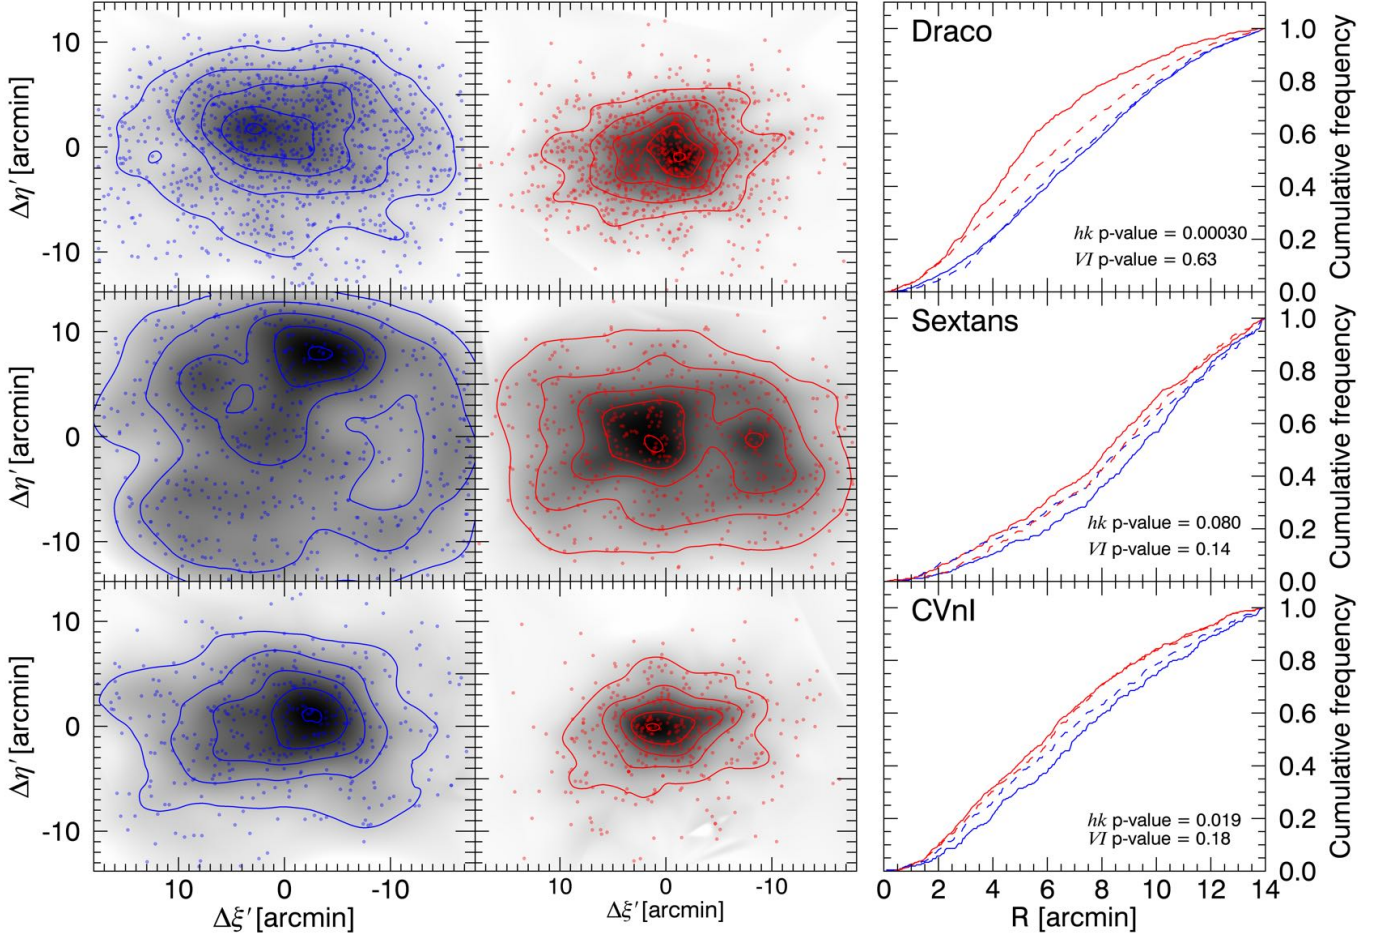 Draco
10
0
-10
Δη′ [arcmin]
hk p-value = 0.00030
VI p-value = 0.63
1.0
0.8
0.6
0.4
0.2
0.0
Cumulative frequency
Sextans
10
0
-10
Δη′ [arcmin]
hk p-value = 0.080
VI p-value = 0.14
1.0
0.8
0.6
0.4
0.2
0.0
Cumulative frequency
CVnI
10
0
-10
Δη′ [arcmin]
hk p-value = 0.019
VI p-value = 0.18
1.0
0.8
0.6
0.4
0.2
0.0
Cumulative frequency
10 0 -10
Δξ′ [arcmin]
10 0 -10
Δξ′ [arcmin]
0 2 4 6 8 10 12 14
R [arcmin]